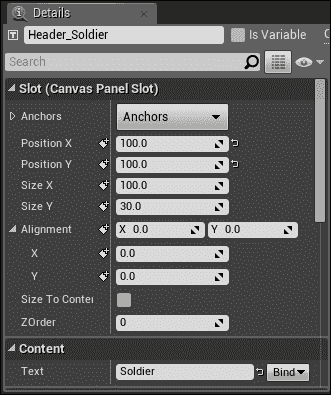 Details
Header_Soldier Is Variable
Search
Slot (Canvas Panel Slot)
Anchors Anchors
Position X 100.0
Position Y 100.0
Size X 100.0
Size Y 30.0
Alignment X 0.0 Y 0.0
X 0.0
Y 0.0
Size To Conter
ZOrder 0
Content
Text Soldier Bind